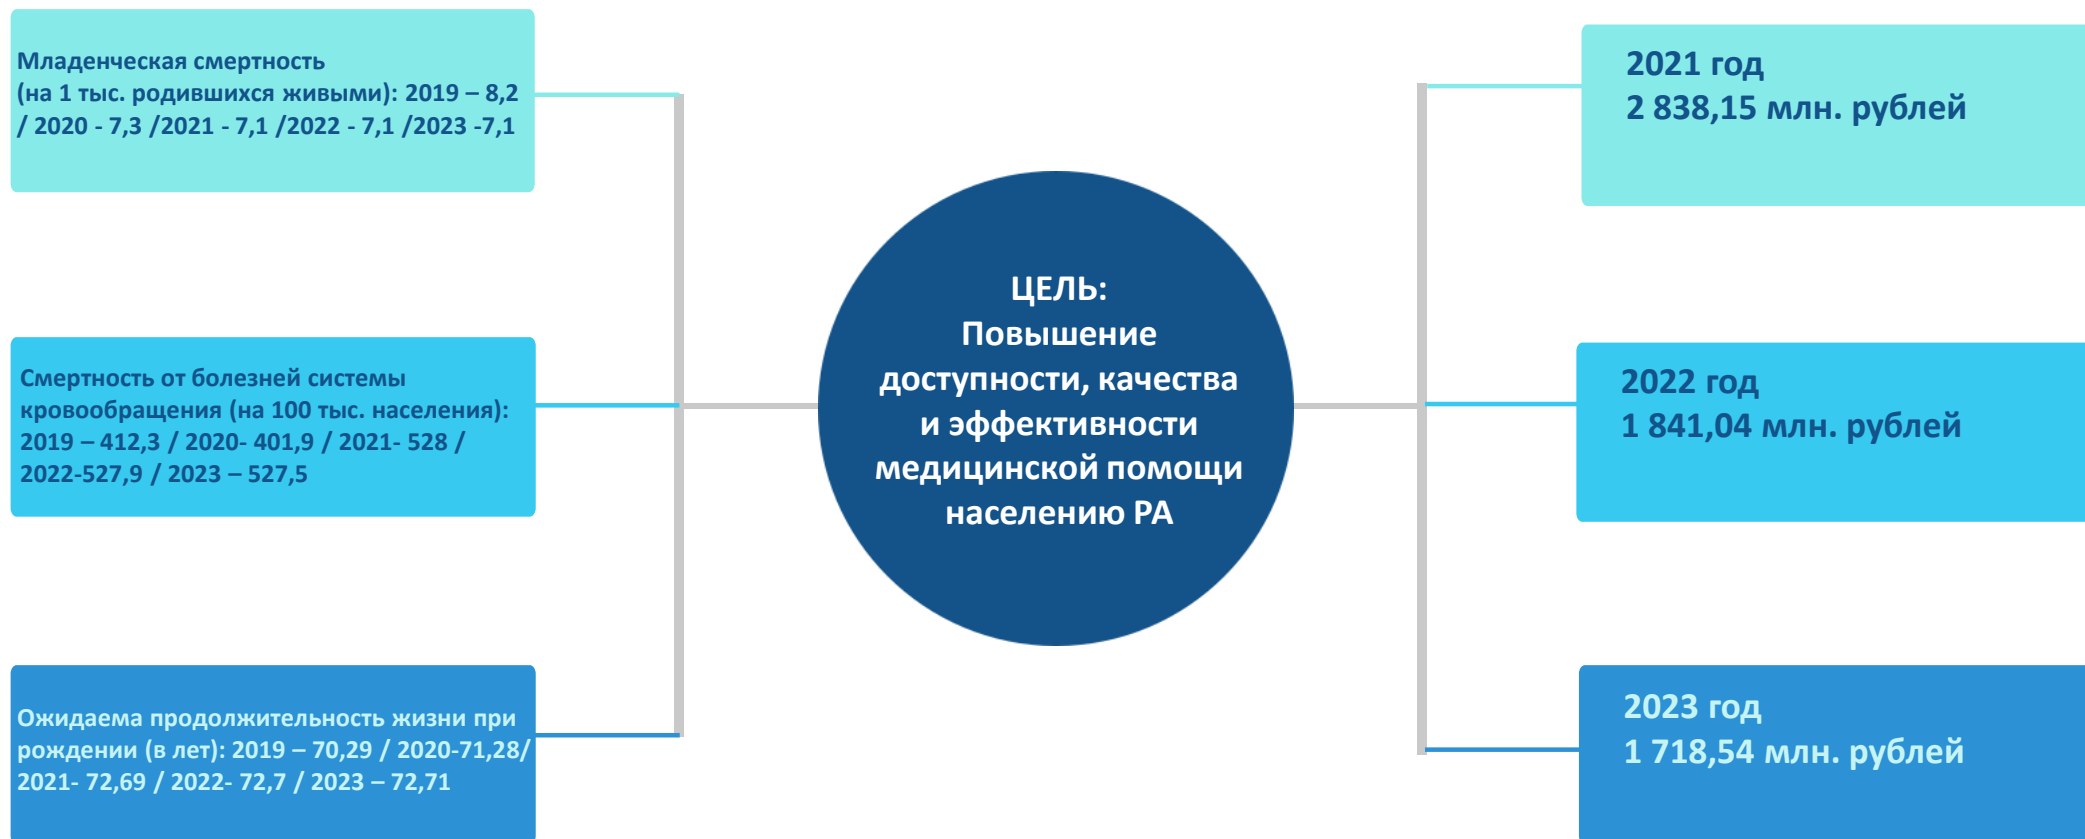 Младенческая смертность
(на 1 тыс. родившихся живыми): 2019 – 8,2
/ 2020 - 7,3 /2021 - 7,1 /2022 - 7,1 /2023 -7,1
Смертность от болезней системы
кровообращения (на 100 тыс. населения):
2019 – 412,3 / 2020- 401,9 / 2021- 528 /
2022-527,9 / 2023 – 527,5
Ожидаема продолжительность жизни при
рождении (в лет): 2019 – 70,29 / 2020-71,28/
2021- 72,69 / 2022- 72,7 / 2023 – 72,71
ЦЕЛЬ:
Повышение
доступности, качества
и эффективности
медицинской помощи
населению РА
2021 год
2 838,15 млн. рублей
2022 год
1 841,04 млн. рублей
2023 год
1 718,54 млн. рублей